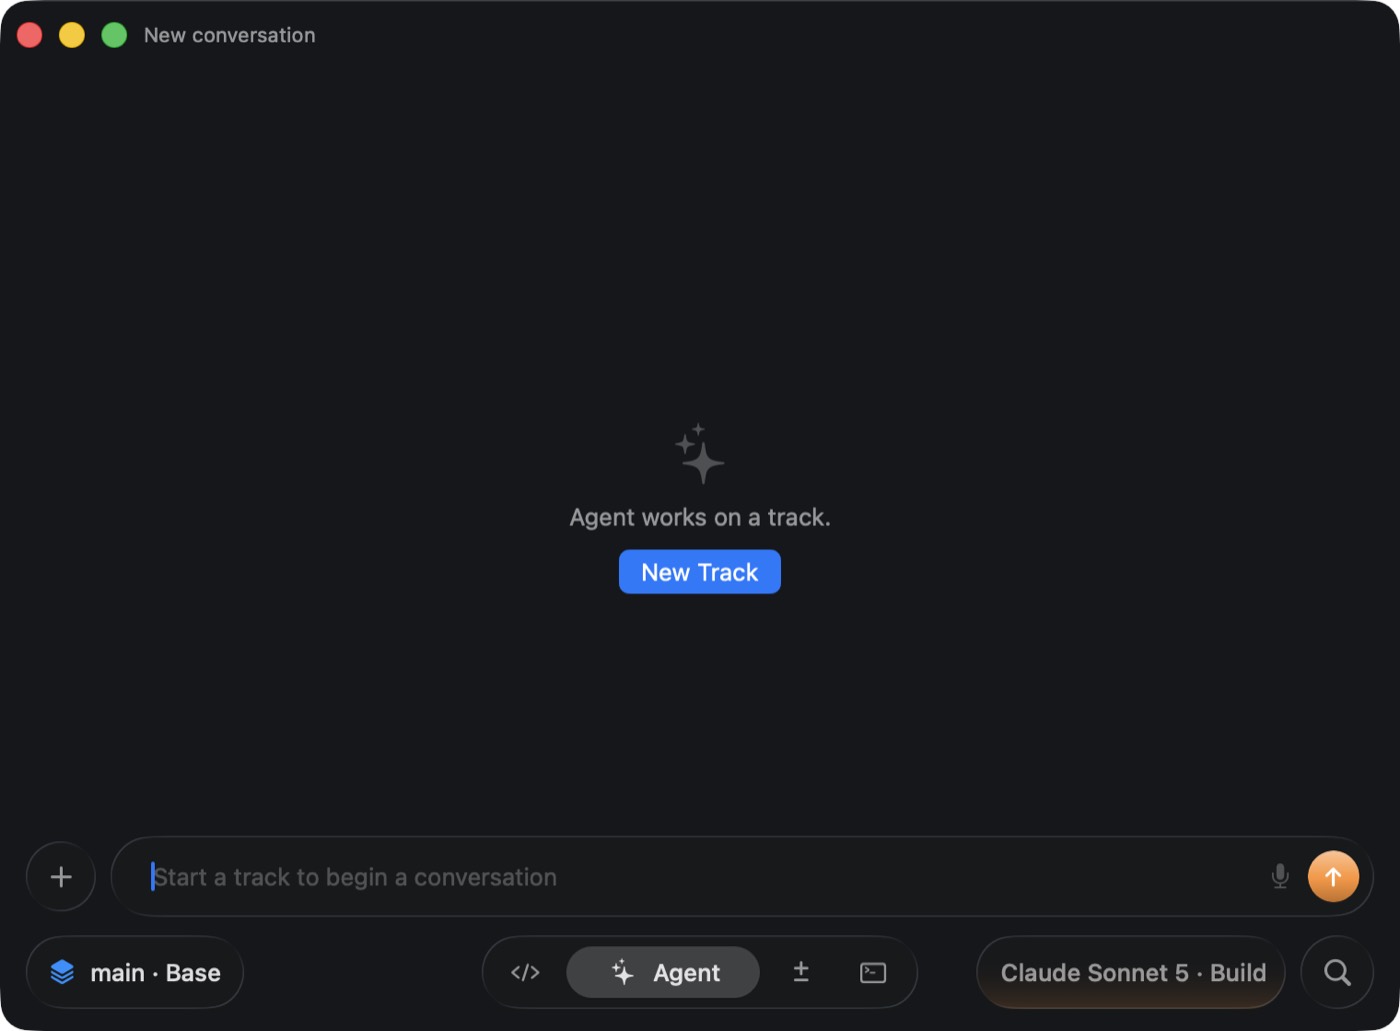 New conversation
Agent works on a track.
New Track
Start a track to begin a conversation
main · Base
</>
Agent
±
Claude Sonnet 5 · Build